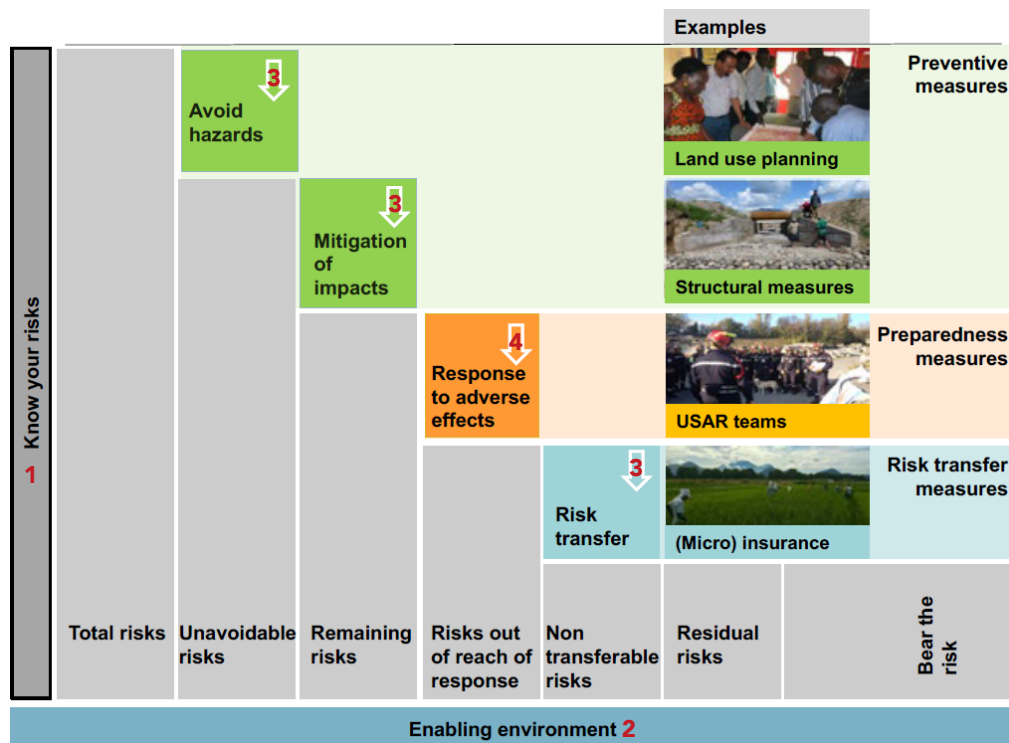 Examples
Know your risks
1
3
Avoid
hazards
Land use planning
Preventive
measures
3
Mitigation
of
impacts
Structural measures
4
Response
to adverse
effects
USAR teams
Preparedness
measures
3
Risk
transfer
(Micro) insurance
Risk transfer
measures
Total risks
Unavoidable
risks
Remaining
risks
Risks out
of reach of
response
Non
transferable
risks
Residual
risks
Bear the
risk
Enabling environment 2